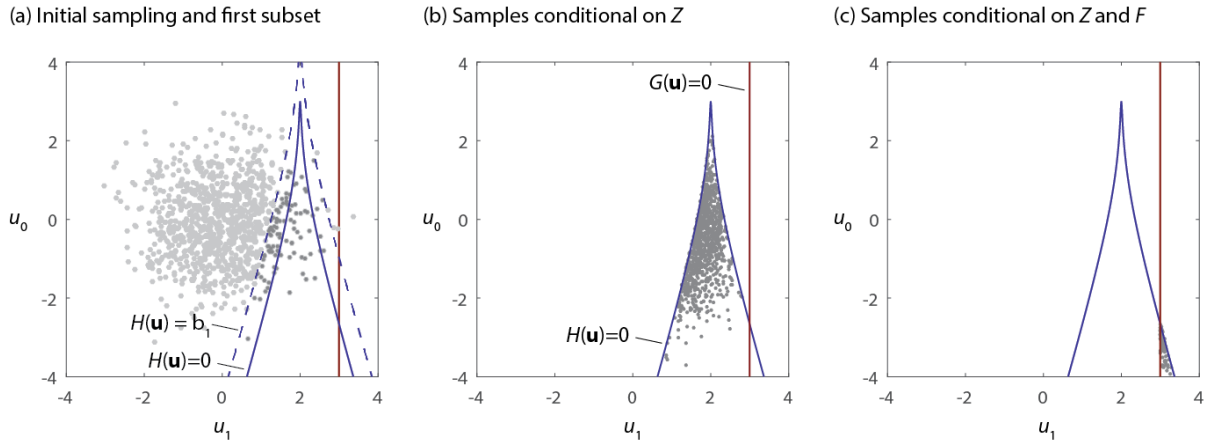 (a) Initial sampling and first subset
(b) Samples conditional on Z
(c) Samples conditional on Z and F
4
2
0
-2
-4
u₀
-4 -2 0 2 4
u₁
H(u) = b₁
H(u)=0
4
2
0
-2
-4
u₀
-4 -2 0 2 4
u₁
G(u)=0
H(u)=0
4
2
0
-2
-4
u₀
-4 -2 0 2 4
u₁